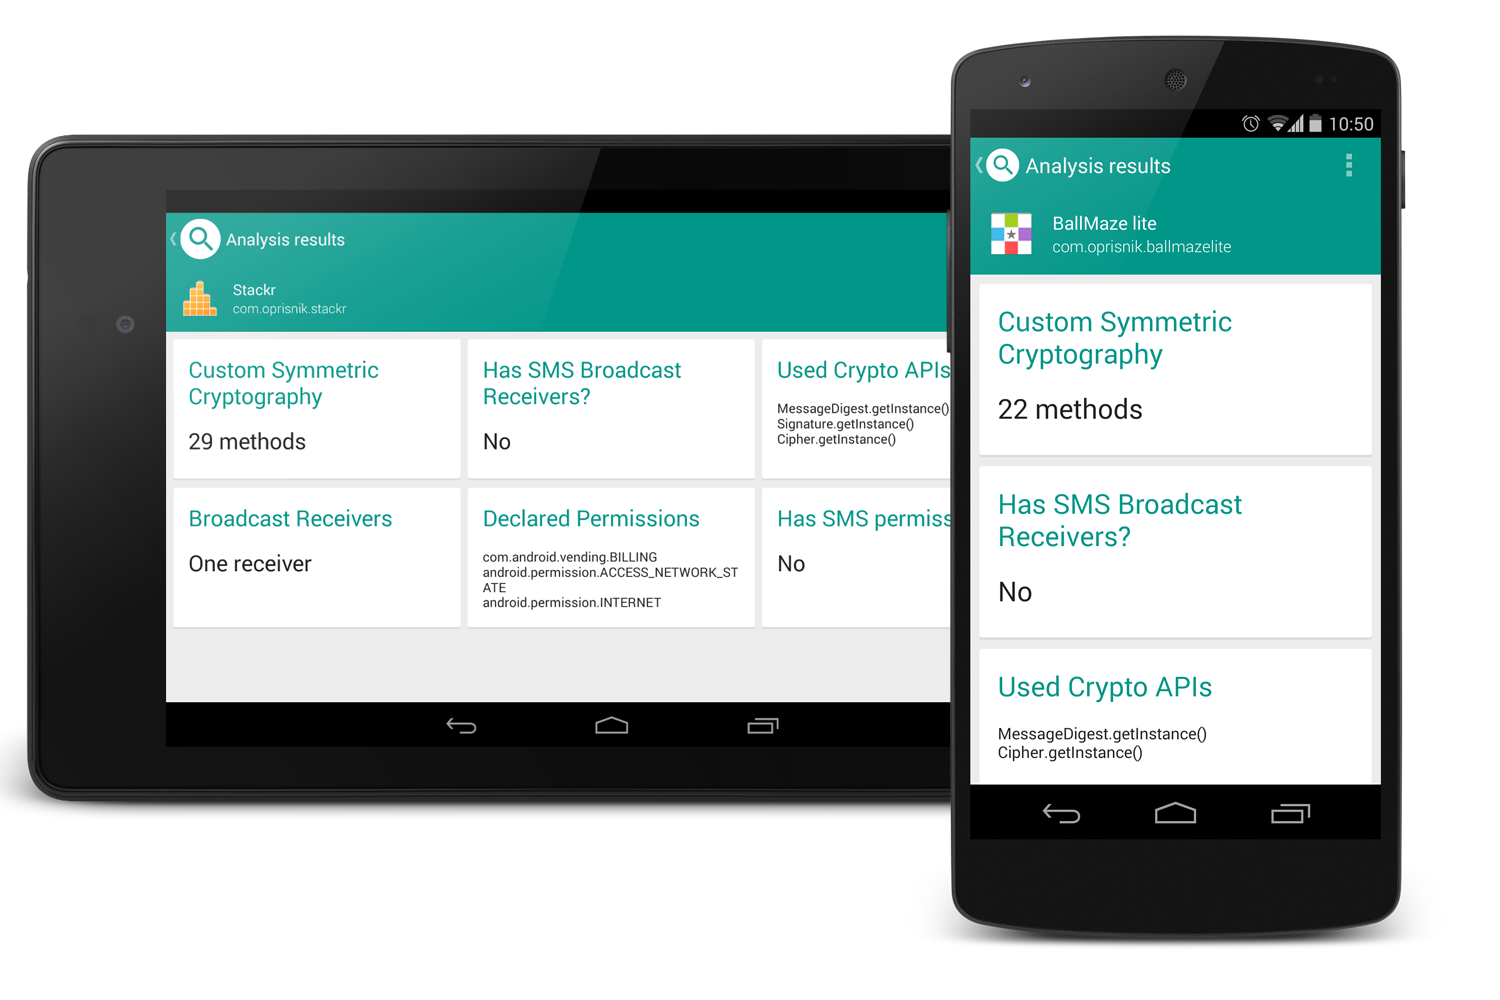 Analysis results
Stackr
com.oprisnik.stackr
Custom Symmetric
Cryptography
29 methods
Has SMS Broadcast
Receivers?
No
Used Crypto APIs
MessageDigest.getInstance()
Signature.getInstance()
Cipher.getInstance()
Broadcast Receivers
One receiver
Declared Permissions
com.android.vending.BILLING
android.permission.ACCESS_NETWORK_ST
ATE
android.permission.INTERNET
Has SMS permiss
No
10:50
Analysis results
BallMaze lite
com.oprisnik.ballmazelite
Custom Symmetric
Cryptography
22 methods
Has SMS Broadcast
Receivers?
No
Used Crypto APIs
MessageDigest.getInstance()
Cipher.getInstance()